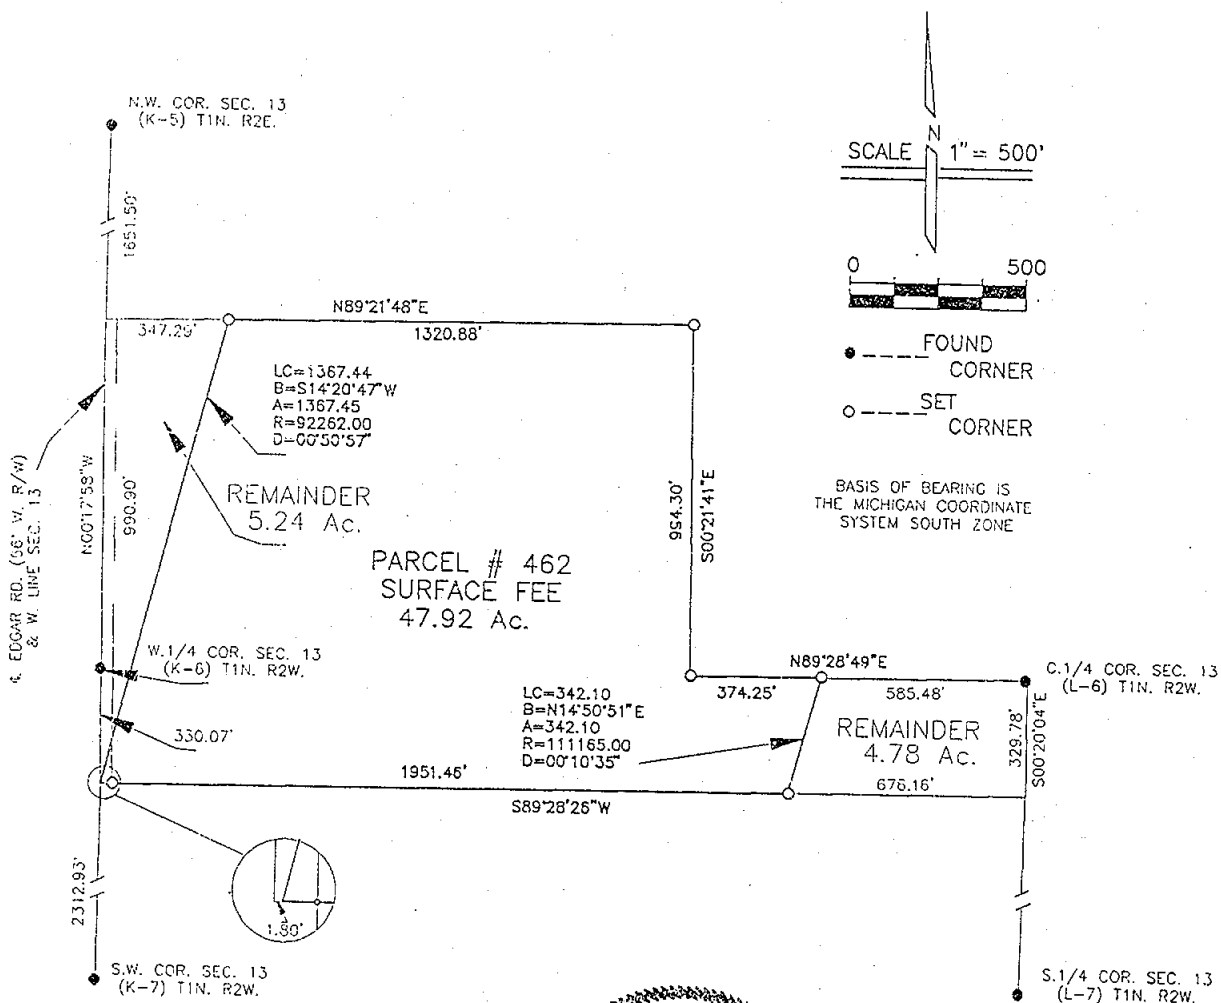 N.W. COR. SEC. 13
(K-5) T1N. R2E.
N
SCALE 1" = 500'
0 500
FOUND
CORNER
SET
CORNER
BASIS OF BEARING IS
THE MICHIGAN COORDINATE
SYSTEM SOUTH ZONE
1651.50'
N89°21'48"E
347.29'
1320.88'
LC=1367.44
B=S14°20'47"W
A=1367.45
R=92262.00
D=00°50'57"
REMAINDER
5.24 Ac.
PARCEL # 462
SURFACE FEE
47.92 Ac.
994.30'
S00°21'41"E
℄ EDGAR RD. (66' W. R/W)
& W. LINE SEC. 13
N00°17'58"W
990.90'
W.1/4 COR. SEC. 13
(K-6) T1N. R2W.
330.07'
N89°28'49"E
374.25'
585.48'
C.1/4 COR. SEC. 13
(L-6) T1N. R2W.
LC=342.10
B=N14°50'51"E
A=342.10
R=111165.00
D=00°10'35"
REMAINDER
4.78 Ac.
329.78'
S00°20'04"E
1951.46'
676.16'
S89°28'26"W
1.80'
2312.93'
S.W. COR. SEC. 13
(K-7) T1N. R2W.
S.1/4 COR. SEC. 13
(L-7) T1N. R2W.